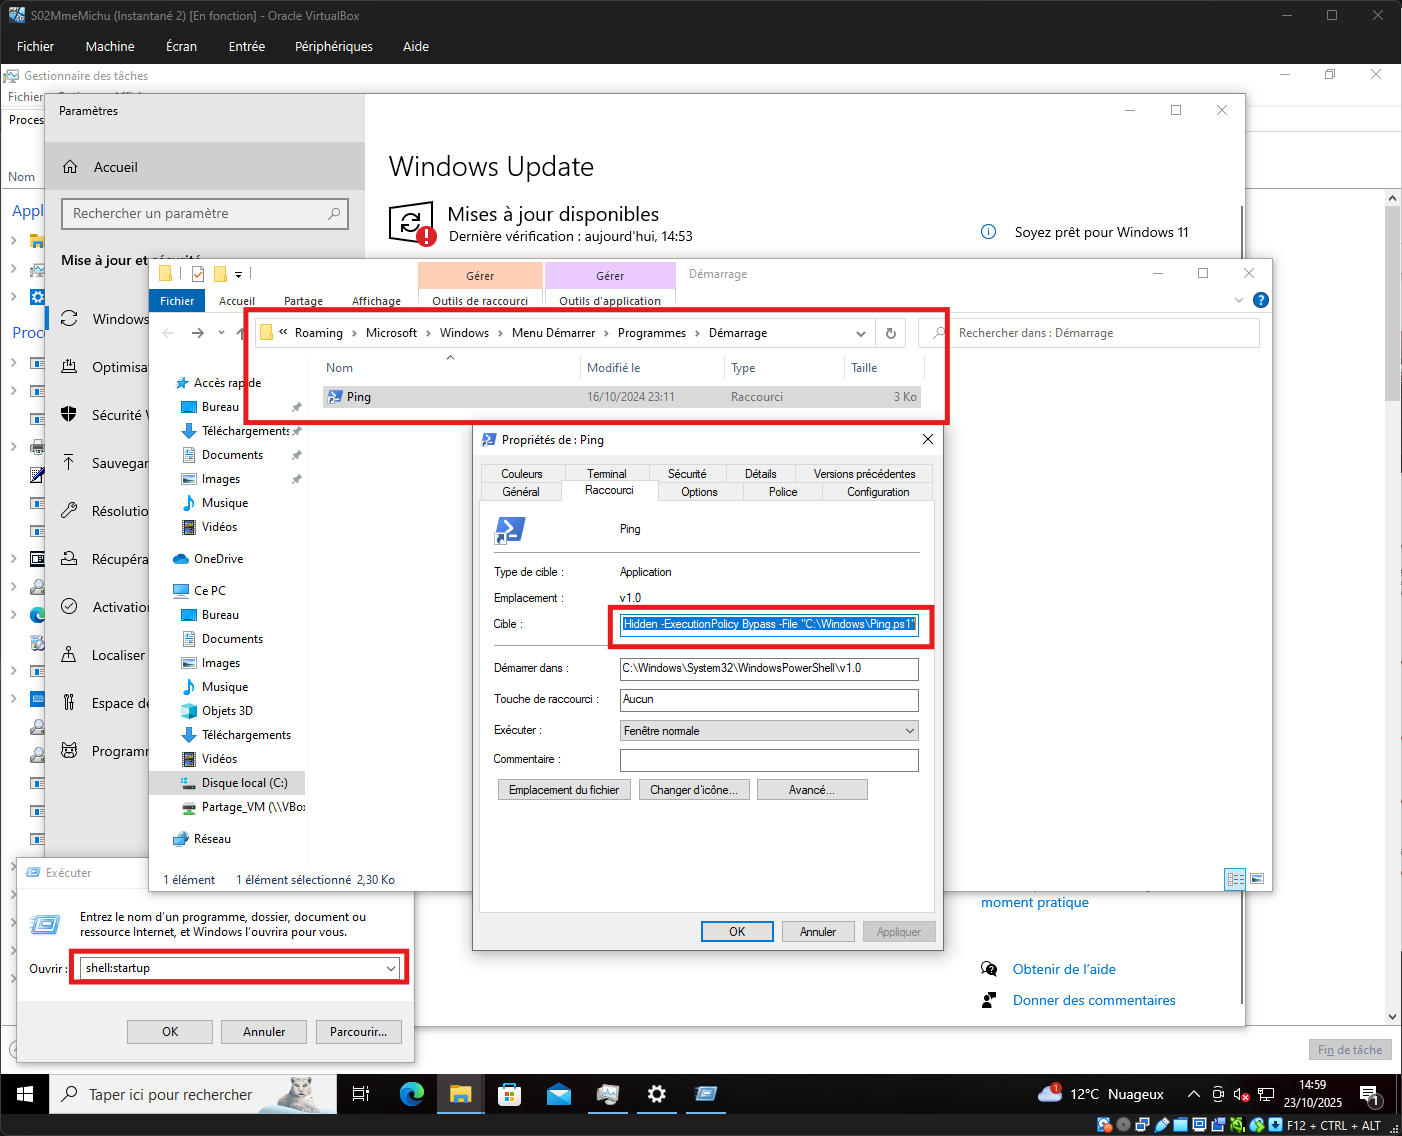 S02MmeMichu (Instantané 2) [En fonction] - Oracle VirtualBox
Fichier Machine Écran Entrée Périphériques Aide
Gestionnaire des tâches
Fichier
Proces
Nom
Appl
Proc
Paramètres
Accueil
Rechercher un paramètre
Mise à jour et sécurité
Windows
Optimisa
Sécurité W
Sauvegar
Résolutio
Récupéra
Activation
Localiser
Espace de
Programm
Windows Update
Mises à jour disponibles
Dernière vérification : aujourd'hui, 14:53
Soyez prêt pour Windows 11
Gérer Gérer Démarrage
Fichier Accueil Partage Affichage Outils de raccourci Outils d'application
« Roaming > Microsoft > Windows > Menu Démarrer > Programmes > Démarrage
Rechercher dans : Démarrage
Nom Modifié le Type Taille
Ping 16/10/2024 23:11 Raccourci 3 Ko
Accès rapide
Bureau
Téléchargements
Documents
Images
Musique
Vidéos
OneDrive
Ce PC
Bureau
Documents
Images
Musique
Objets 3D
Téléchargements
Vidéos
Disque local (C:)
Partage_VM (\\VBox
Réseau
1 élément 1 élément sélectionné 2,30 Ko
Propriétés de : Ping
Couleurs Terminal Sécurité Détails Versions précédentes
Général Raccourci Options Police Configuration
Ping
Type de cible : Application
Emplacement : v1.0
Cible : Hidden -ExecutionPolicy Bypass -File "C:\Windows\Ping.ps1"
Démarrer dans : C:\Windows\System32\WindowsPowerShell\v1.0
Touche de raccourci : Aucun
Exécuter : Fenêtre normale
Commentaire :
Emplacement du fichier Changer d'icône... Avancé...
OK Annuler Appliquer
moment pratique
Obtenir de l'aide
Donner des commentaires
Exécuter
Entrez le nom d'un programme, dossier, document ou
ressource Internet, et Windows l'ouvrira pour vous.
Ouvrir : shell:startup
OK Annuler Parcourir...
Fin de tâche
Taper ici pour rechercher
1
12°C Nuageux
14:59
23/10/2025
1
F12 + CTRL + ALT